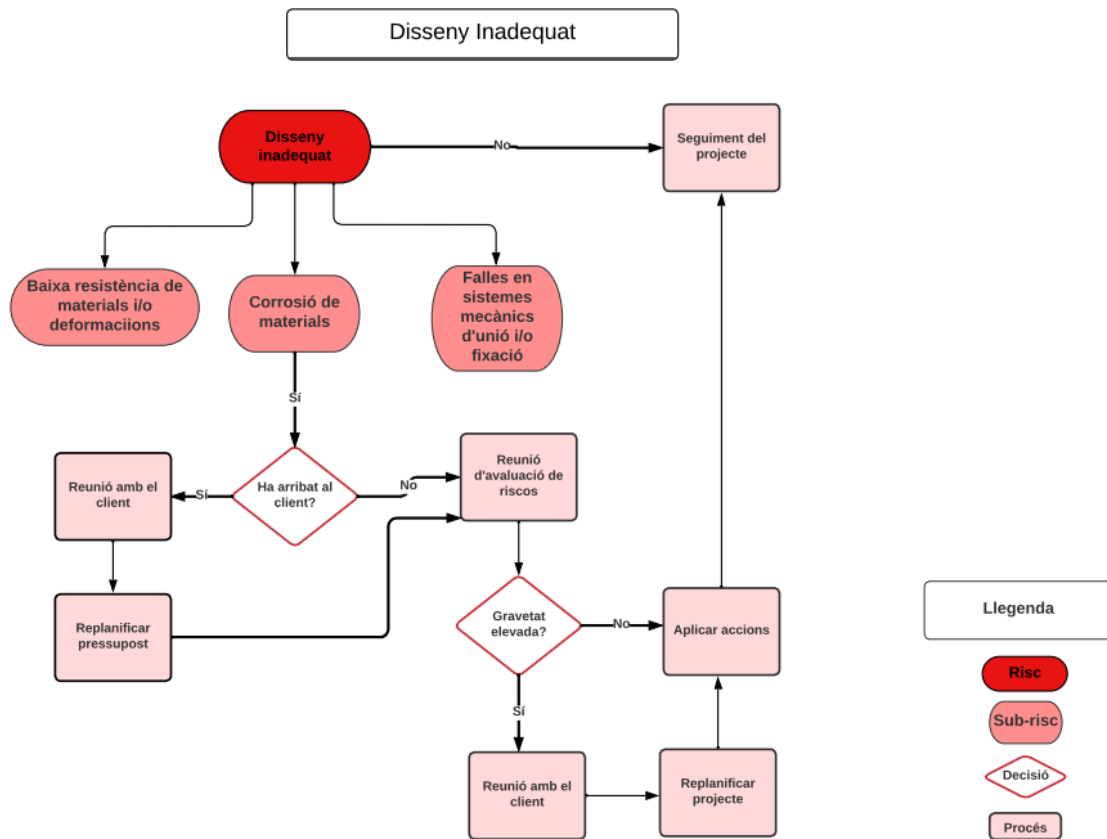 Disseny Inadequat
Disseny
inadequat
No
Seguiment del
projecte
Baixa resistència de
materials i/o
deformaciions
Corrosió de
materials
Falles en
sistemes
mecànics
d'unió i/o
fixació
Sí
Ha arribat al
client?
Sí
No
Reunió amb el
client
Reunió
d'avaluació de
riscos
Replanificar
pressupost
Gravetat
elevada?
No
Aplicar accions
Sí
Reunió amb el
client
Replanificar
projecte
Llegenda
Risc
Sub-risc
Decisió
Procés